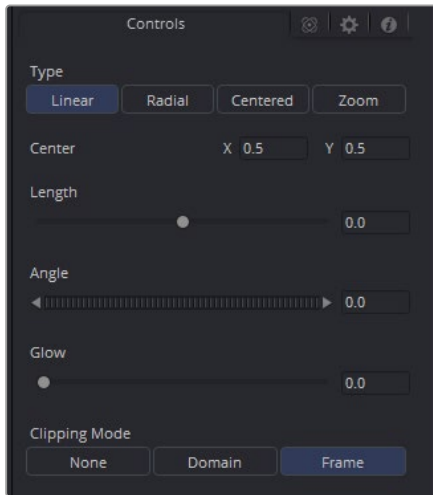 Controls
Type
Linear Radial Centered Zoom
Center X 0.5 Y 0.5
Length
0.0
Angle
0.0
Glow
0.0
Clipping Mode
None Domain Frame